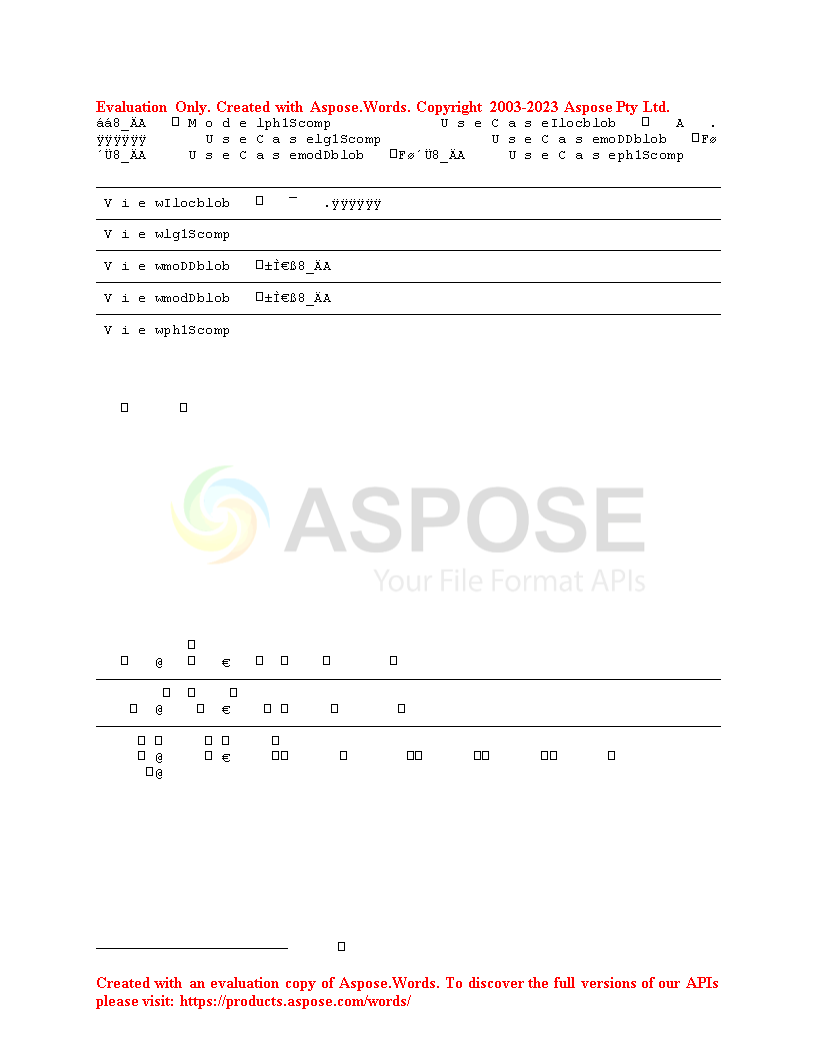 Evaluation Only. Created with Aspose.Words. Copyright 2003-2023 Aspose Pty Ltd.
áá8_ÄA □ M o d e lph1Scomp U s e C a s eIlocblob □ A .
ÿÿÿÿÿÿ U s e C a s elg1Scomp U s e C a s emoDDblob □Fø
´Ü8_ÄA U s e C a s emodDblob □Fø´Ü8_ÄA U s e C a s eph1Scomp
V i e wIlocblob □ ¯ .ÿÿÿÿÿÿ
V i e wlg1Scomp
V i e wmoDDblob □±Ì€ß8_ÄA
V i e wmodDblob □±Ì€ß8_ÄA
V i e wph1Scomp
□ □
ASPOSE
Your File Format APIs
□
□ @ □ € □ □ □ □
□ □ □
□ @ □ € □ □ □ □
□ □ □ □ □
□ @ □ € □□ □ □□ □□ □□ □
□@
□
Created with an evaluation copy of Aspose.Words. To discover the full versions of our APIs
please visit: https://products.aspose.com/words/